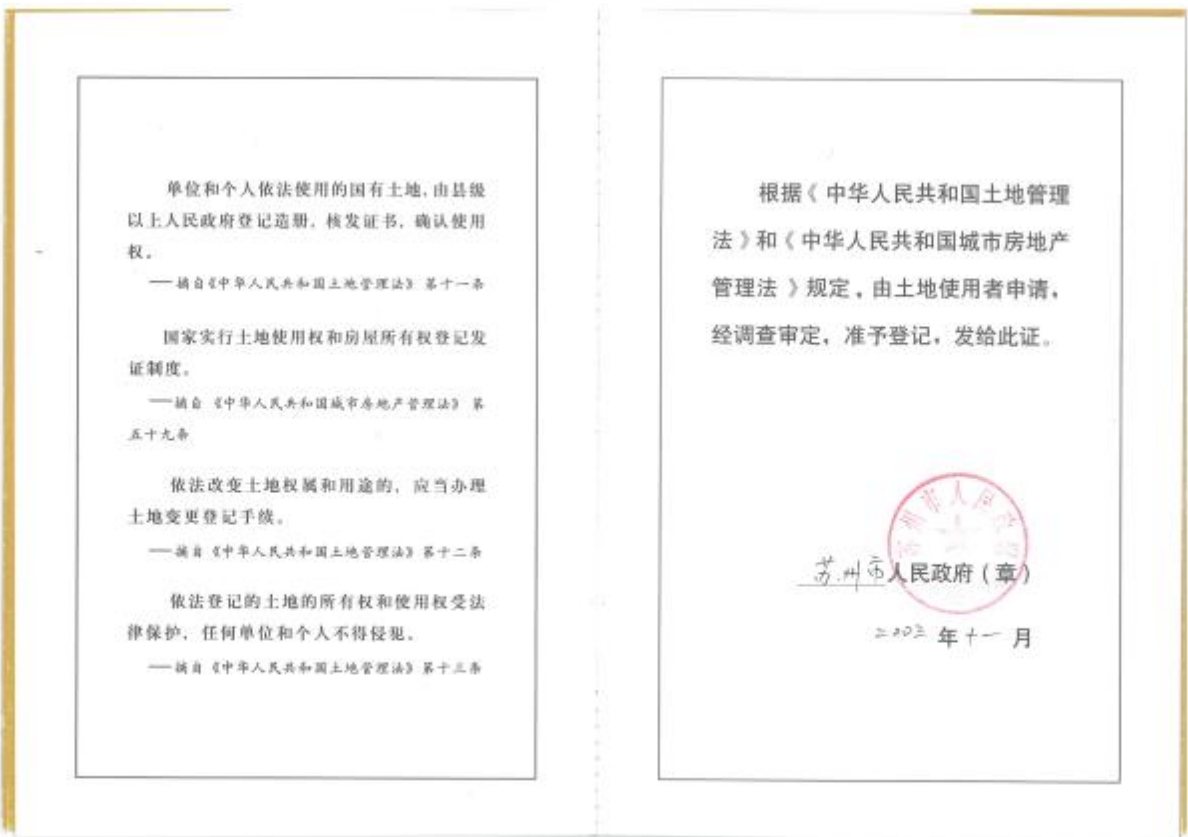 单位和个人依法使用的国有土地,由县级
以上人民政府登记造册,核发证书,确认使用
权。
——摘自《中华人民共和国土地管理法》第十一条
国家实行土地使用权和房屋所有权登记发
证制度。
——摘自《中华人民共和国城市房地产管理法》第
五十九条
依法改变土地权属和用途的,应当办理
土地变更登记手续。
——摘自《中华人民共和国土地管理法》第十二条
依法登记的土地的所有权和使用权受法
律保护,任何单位和个人不得侵犯。
——摘自《中华人民共和国土地管理法》第十三条
根据《中华人民共和国土地管理
法》和《中华人民共和国城市房地产
管理法》规定,由土地使用者申请,
经调查审定,准予登记,发给此证。
苏州市人民政府
苏州市人民政府(章)
二00三年十一月